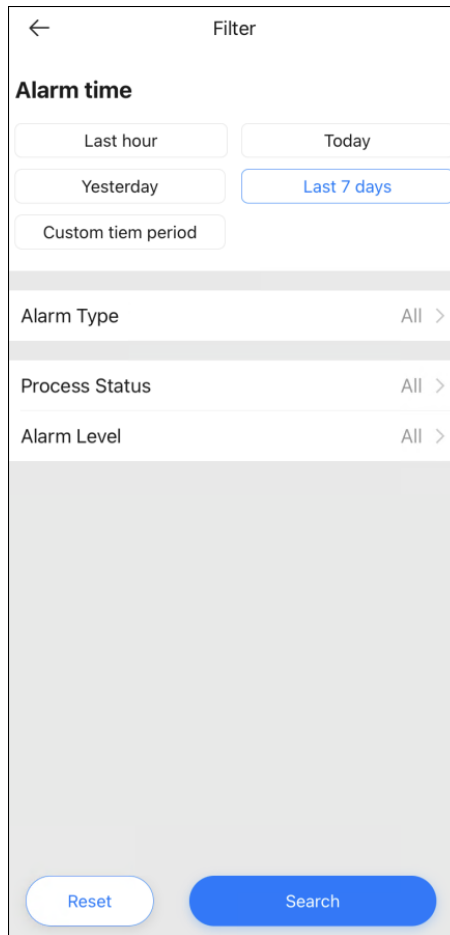 Filter
Alarm time
Last hour
Today
Yesterday
Last 7 days
Custom tiem period
Alarm Type All
Process Status All
Alarm Level All
Reset
Search